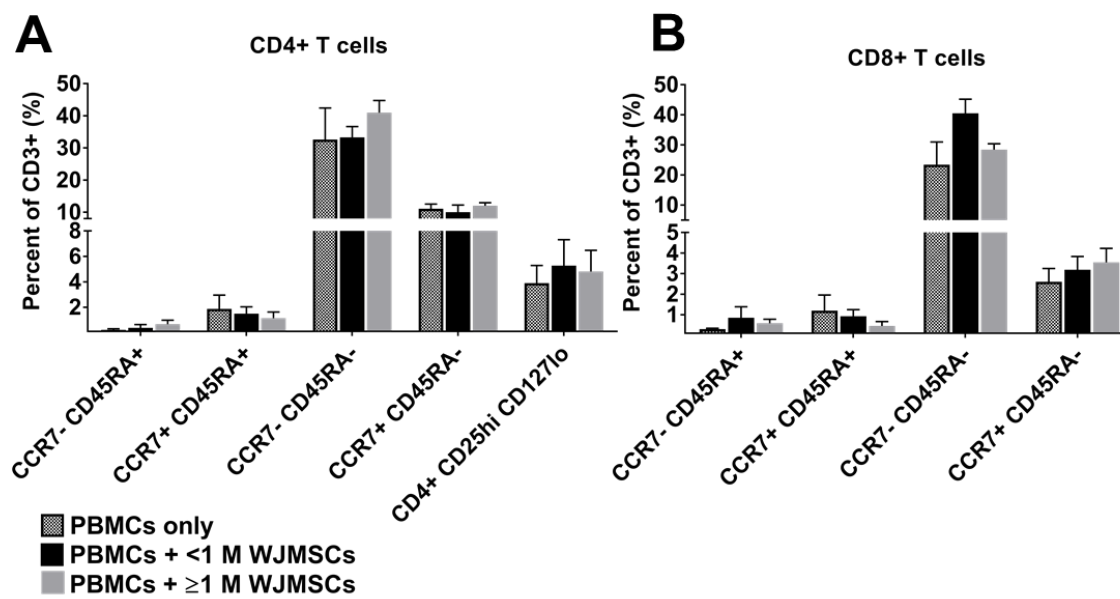 A
CD4+ T cells
Percent of CD3+ (%)
50
40
30
20
10
8
6
4
2
CCR7- CD45RA+
CCR7+ CD45RA+
CCR7- CD45RA-
CCR7+ CD45RA-
CD4+ CD25hi CD127lo
B
CD8+ T cells
Percent of CD3+ (%)
50
40
30
20
10
5
4
3
2
1
CCR7- CD45RA+
CCR7+ CD45RA+
CCR7- CD45RA-
CCR7+ CD45RA-
PBMCs only
PBMCs + <1 M WJMSCs
PBMCs + ≥1 M WJMSCs